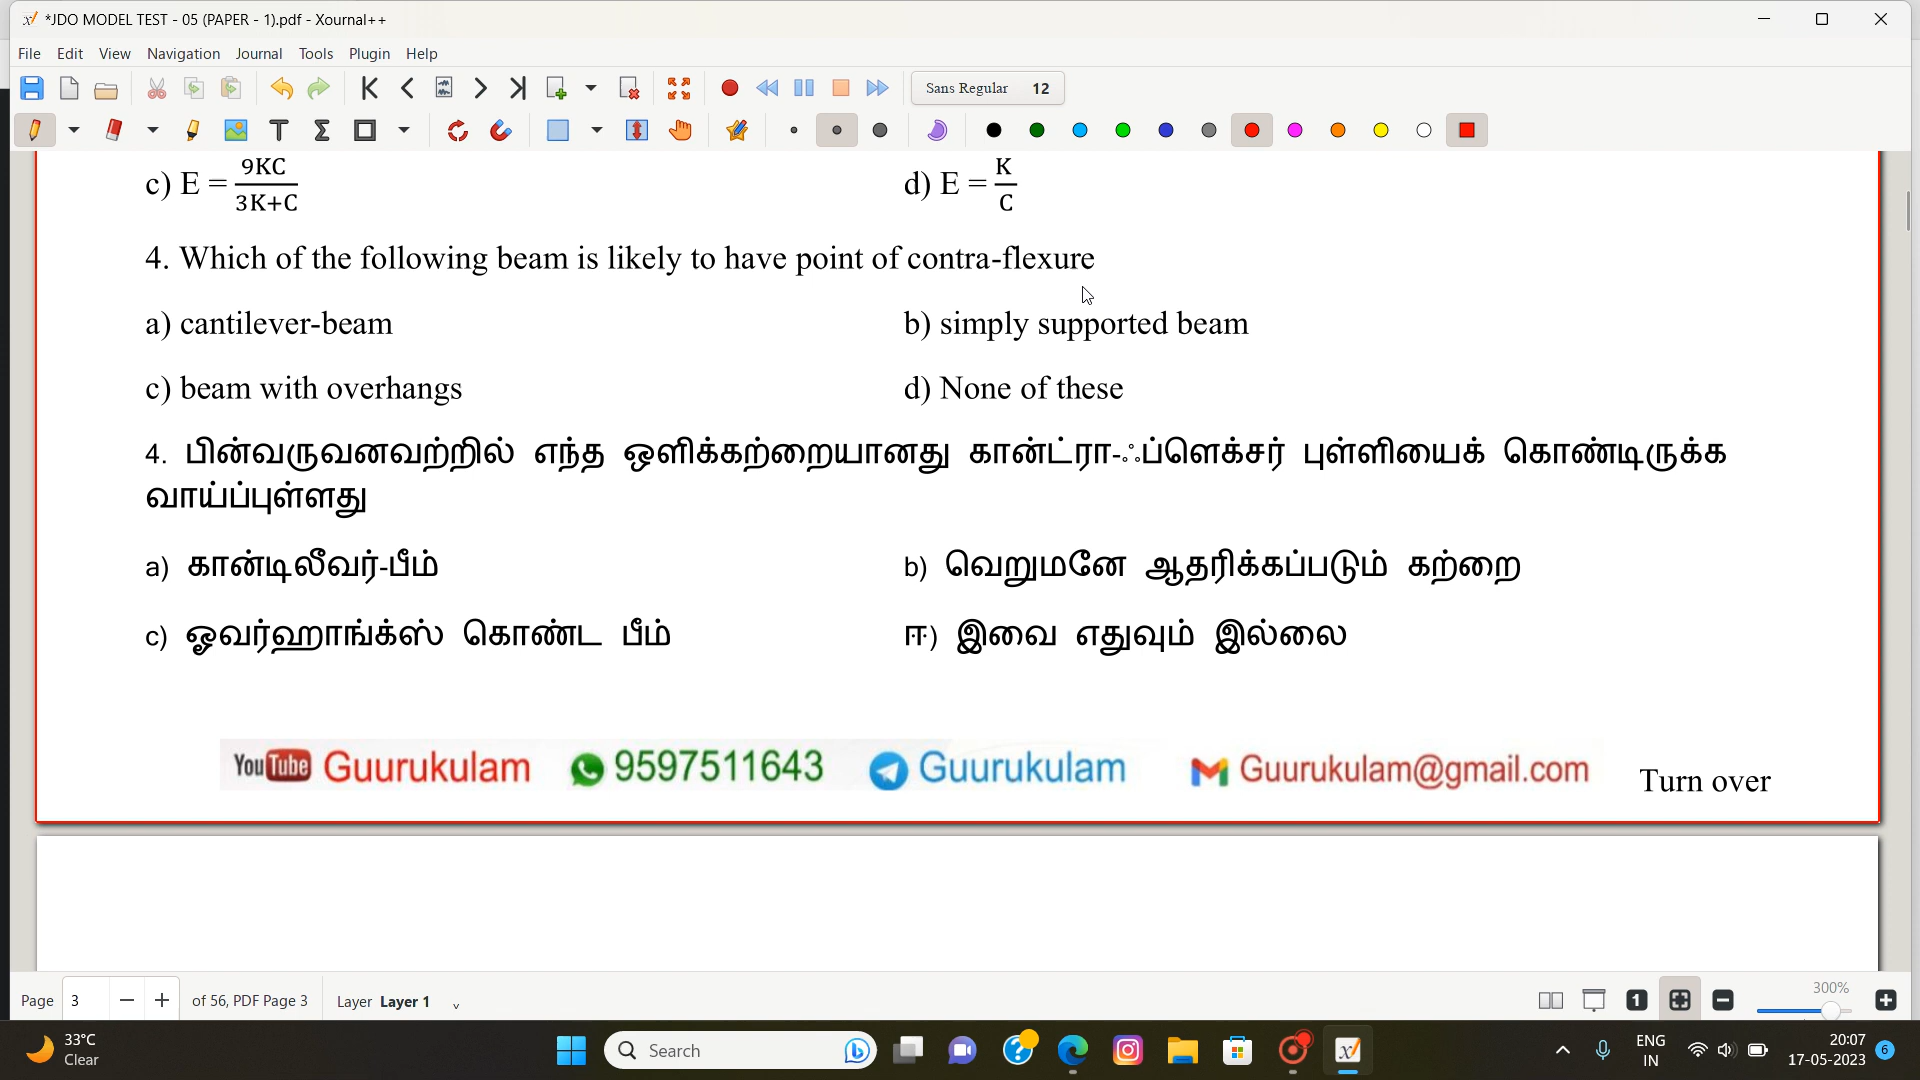 *JDO MODEL TEST - 05 (PAPER - 1).pdf - Xournal++
File Edit View Navigation Journal Tools Plugin Help
Sans Regular 12
c) E = 9KC / 3K+C d) E = K / C
4. Which of the following beam is likely to have point of contra-flexure
a) cantilever-beam b) simply supported beam
c) beam with overhangs d) None of these
4. பின்வருவனவற்றில் எந்த ஒளிக்கற்றையானது கான்ட்ரா-ஃப்ளெக்சர் புள்ளியைக் கொண்டிருக்க
வாய்ப்புள்ளது
a) கான்டிலீவர்-பீம் b) வெறுமனே ஆதரிக்கப்படும் கற்றை
c) ஓவர்ஹாங்க்ஸ் கொண்ட பீம் ஈ) இவை எதுவும் இல்லை
YouTube Guurukulam 9597511643 Guurukulam Guurukulam@gmail.com Turn over
Page 3 of 56, PDF Page 3 Layer Layer 1 300%
33°C
Clear
Search
ENG
IN
20:07
17-05-2023 6